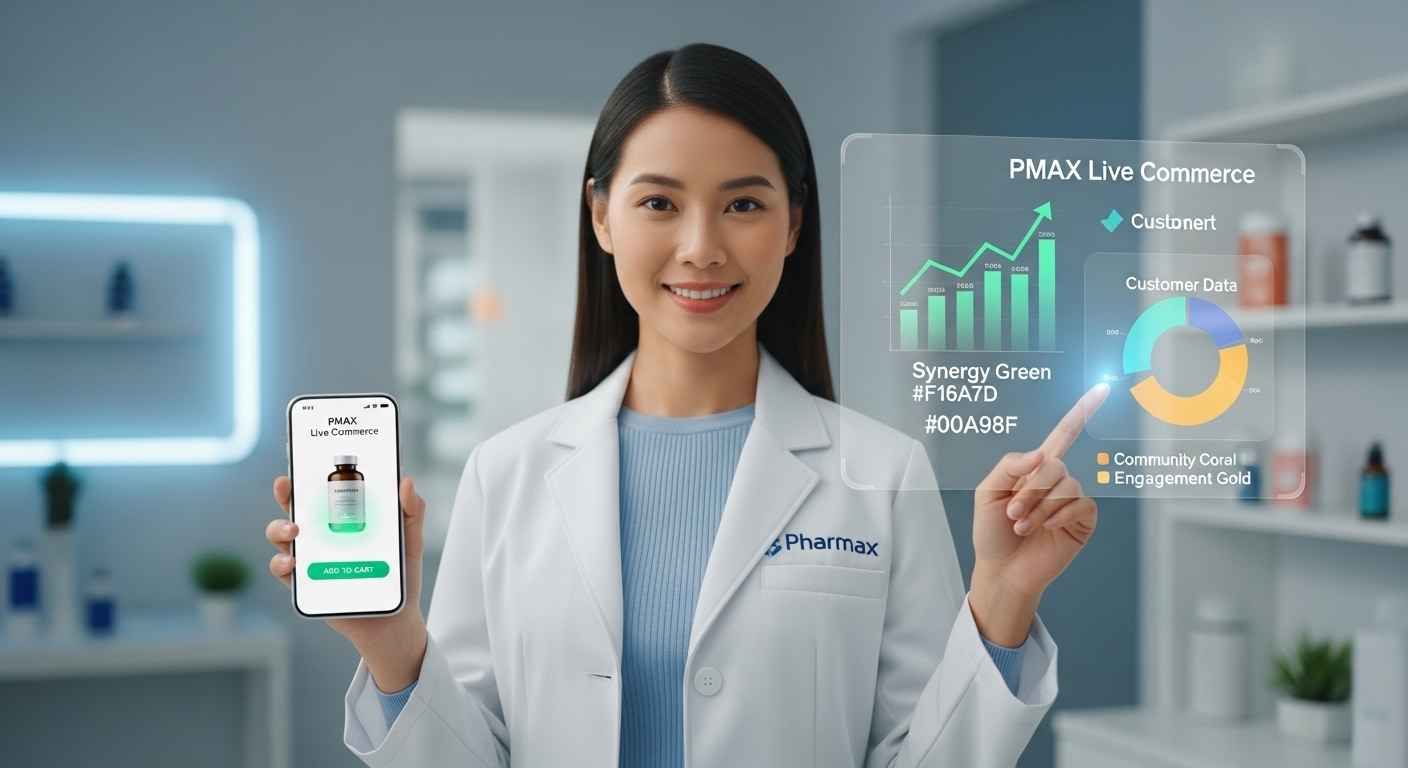 PMAX
Live Commerce
ADD TO CART
Pharmax
PMAX Live Commerce
Custonert
Customer Data
Synergy Green
#F16A7D
#00A98F
Community Coral
Engagement Gold